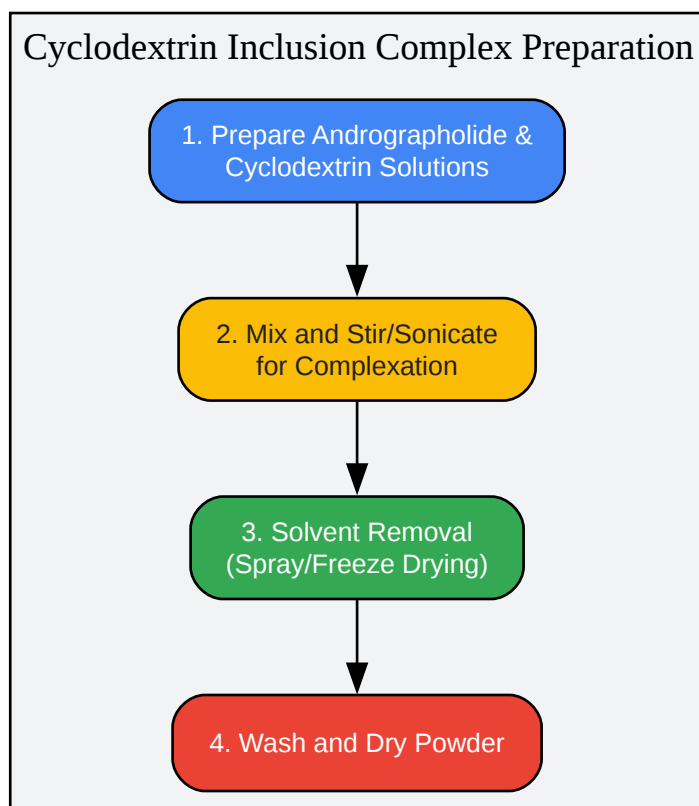 Cyclodextrin Inclusion Complex Preparation
1. Prepare Andrographolide &
Cyclodextrin Solutions
2. Mix and Stir/Sonicate
for Complexation
3. Solvent Removal
(Spray/Freeze Drying)
4. Wash and Dry Powder